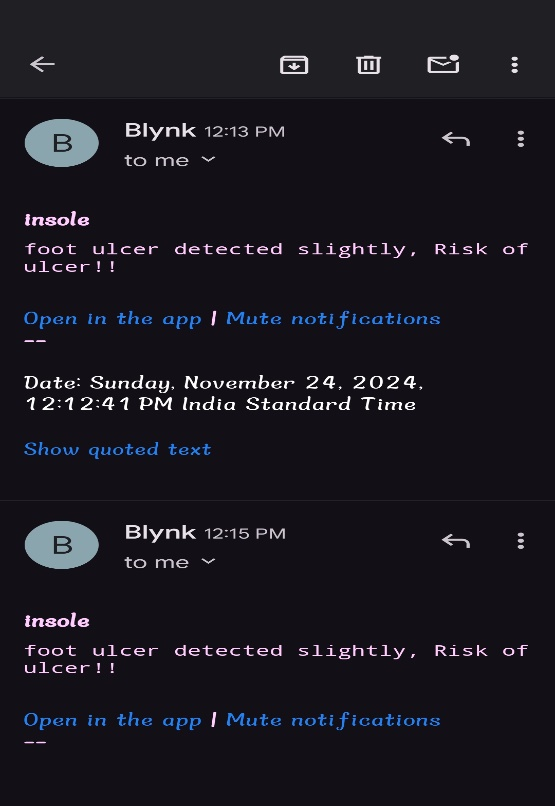 B
Blynk 12:13 PM
to me
insole
foot ulcer detected slightly, Risk of
ulcer!!
Open in the app | Mute notifications
--
Date: Sunday, November 24, 2024,
12:12:41 PM India Standard Time
Show quoted text
B
Blynk 12:15 PM
to me
insole
foot ulcer detected slightly, Risk of
ulcer!!
Open in the app | Mute notifications
--